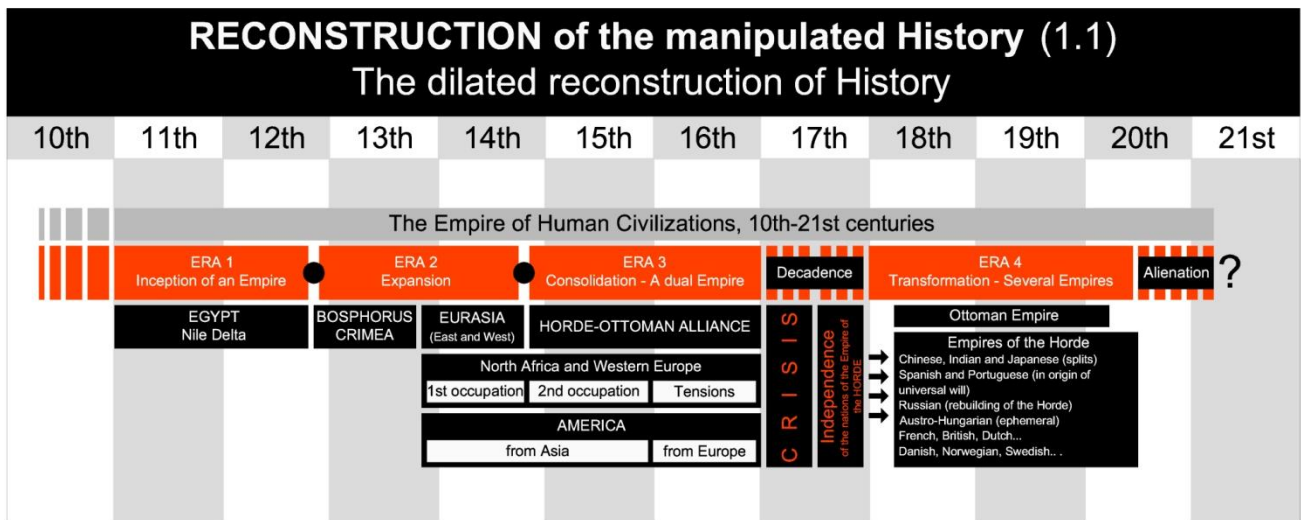 RECONSTRUCTION of the manipulated History (1.1)
The dilated reconstruction of History
10th 11th 12th 13th 14th 15th 16th 17th 18th 19th 20th 21st
The Empire of Human Civilizations, 10th-21st centuries
ERA 1
Inception of an Empire
ERA 2
Expansion
ERA 3
Consolidation - A dual Empire
Decadence
ERA 4
Transformation - Several Empires
Alienation
?
EGYPT
Nile Delta
BOSPHORUS
CRIMEA
EURASIA
(East and West)
HORDE-OTTOMAN ALLIANCE
North Africa and Western Europe
1st occupation
2nd occupation
Tensions
AMERICA
from Asia
from Europe
CRISIS
Independence
of the nations of the Empire of
the HORDE
Ottoman Empire
Empires of the Horde
Chinese, Indian and Japanese (splits)
Spanish and Portuguese (in origin of
universal will)
Russian (rebuilding of the Horde)
Austro-Hungarian (ephemeral)
French, British, Dutch...
Danish, Norwegian, Swedish.. .